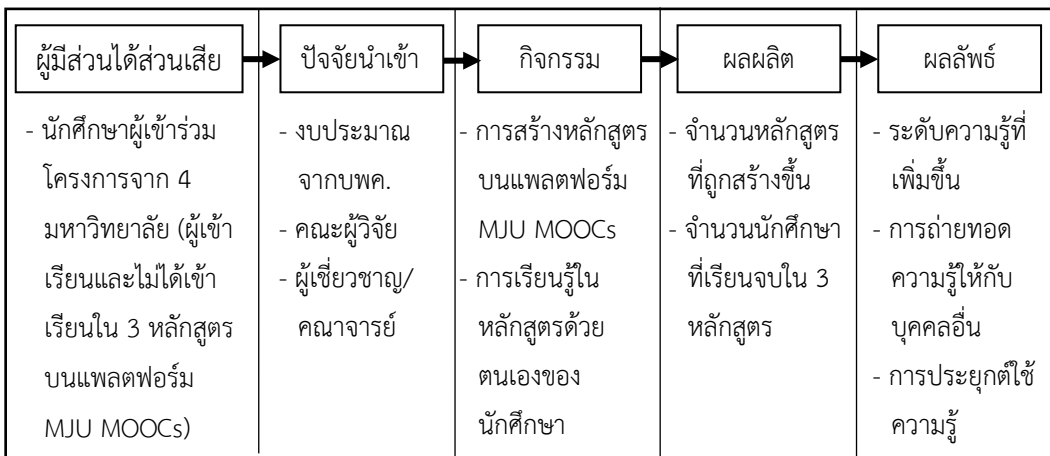 ผู้มีส่วนได้ส่วนเสีย
- นักศึกษาผู้เข้าร่วม
โครงการจาก 4
มหาวิทยาลัย (ผู้เข้า
เรียนและไม่ได้เข้า
เรียนใน 3 หลักสูตร
บนแพลตฟอร์ม
MJU MOOCs)
ปัจจัยนำเข้า
- งบประมาณ
จากบพค.
- คณะผู้วิจัย
- ผู้เชี่ยวชาญ/
คณาจารย์
กิจกรรม
- การสร้างหลักสูตร
บนแพลตฟอร์ม
MJU MOOCs
- การเรียนรู้ใน
หลักสูตรด้วย
ตนเองของ
นักศึกษา
ผลผลิต
- จำนวนหลักสูตร
ที่ถูกสร้างขึ้น
- จำนวนนักศึกษา
ที่เรียนจบใน 3
หลักสูตร
ผลลัพธ์
- ระดับความรู้ที่
เพิ่มขึ้น
- การถ่ายทอด
ความรู้ให้กับ
บุคคลอื่น
- การประยุกต์ใช้
ความรู้